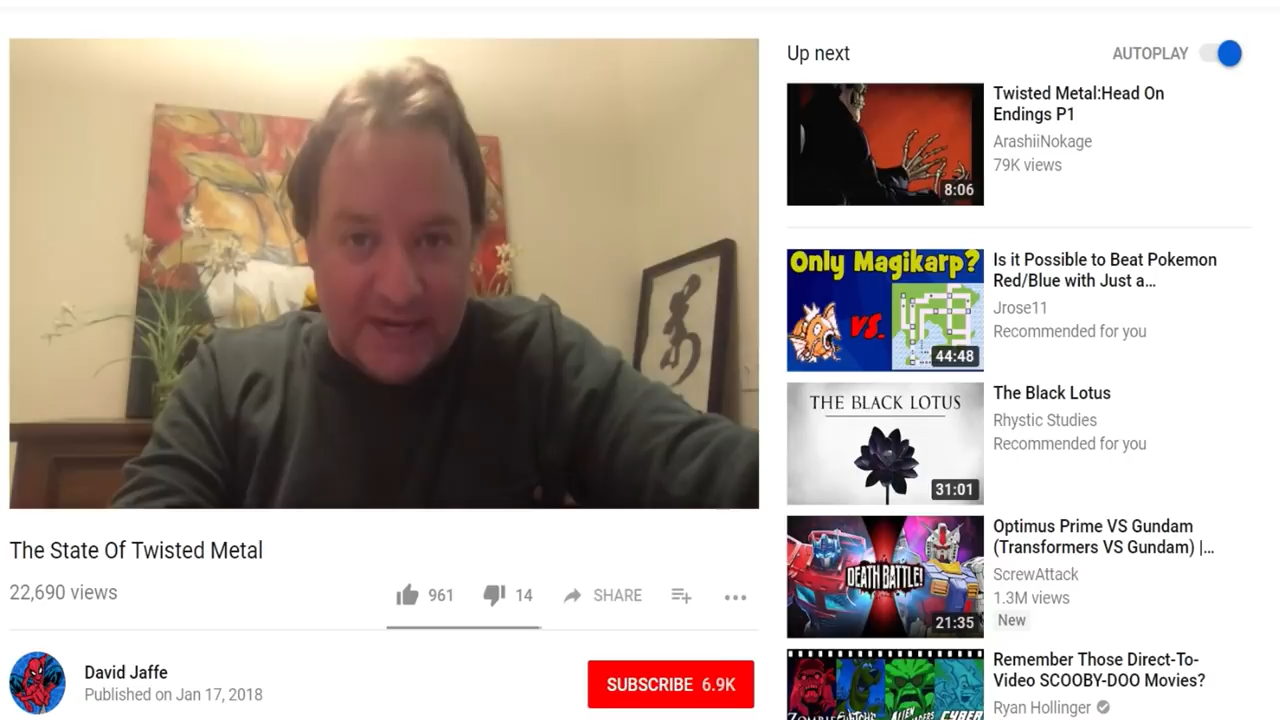 Up next
AUTOPLAY
Twisted Metal:Head On
Endings P1
ArashiiNokage
79K views
8:06
Only Magikarp?
VS.
44:48
Is it Possible to Beat Pokemon
Red/Blue with Just a...
Jrose11
Recommended for you
THE BLACK LOTUS
31:01
The Black Lotus
Rhystic Studies
Recommended for you
DEATH BATTLE!
21:35
Optimus Prime VS Gundam
(Transformers VS Gundam) |...
ScrewAttack
1.3M views
New
Remember Those Direct-To-
Video SCOOBY-DOO Movies?
Ryan Hollinger
The State Of Twisted Metal
22,690 views
961
14
SHARE
David Jaffe
Published on Jan 17, 2018
SUBSCRIBE 6.9K